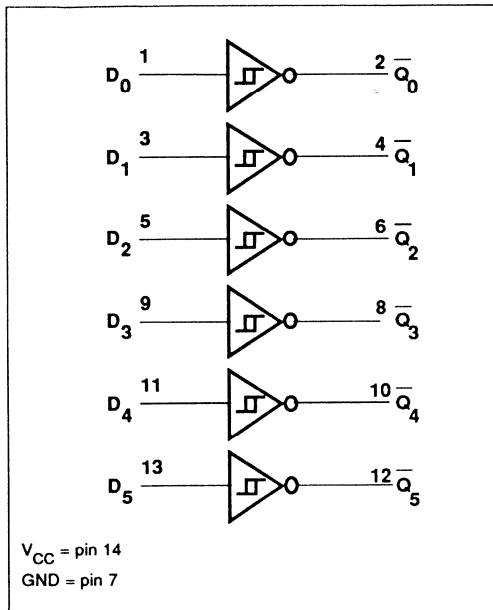 D0 1 2 Q̅0
D1 3 4 Q̅1
D2 5 6 Q̅2
D3 9 8 Q̅3
D4 11 10 Q̅4
D5 13 12 Q̅5
VCC = pin 14
GND = pin 7